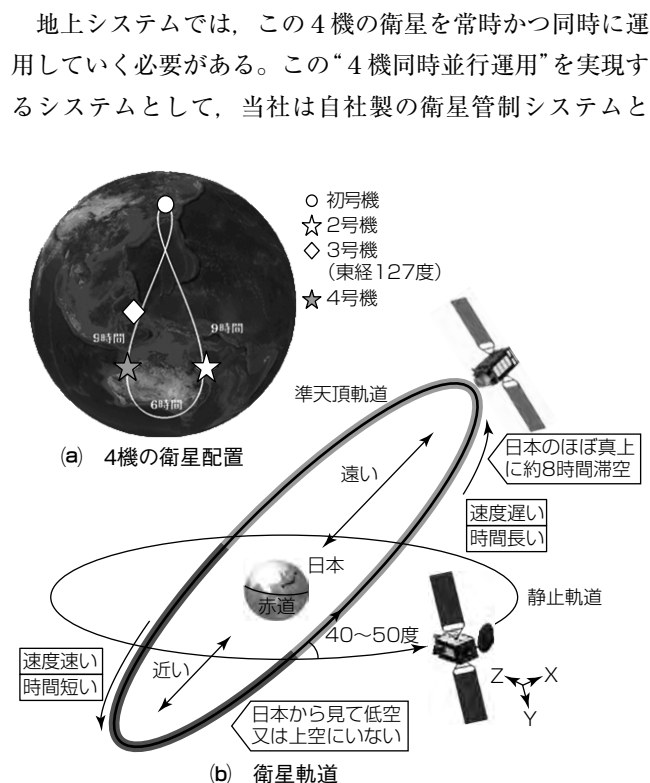 地上システムでは，この4機の衛星を常時かつ同時に運
用していく必要がある。この“4機同時並行運用”を実現す
るシステムとして，当社は自社製の衛星管制システムと
○ 初号機
☆ 2号機
◇ 3号機
（東経127度）
★ 4号機
9時間
9時間
6時間
(a) 4機の衛星配置
準天頂軌道
日本のほぼ真上
に約8時間滞空
遠い
速度遅い
時間長い
日本
赤道
静止軌道
40～50度
速度速い
時間短い
近い
Z
X
Y
日本から見て低空
又は上空にいない
(b) 衛星軌道